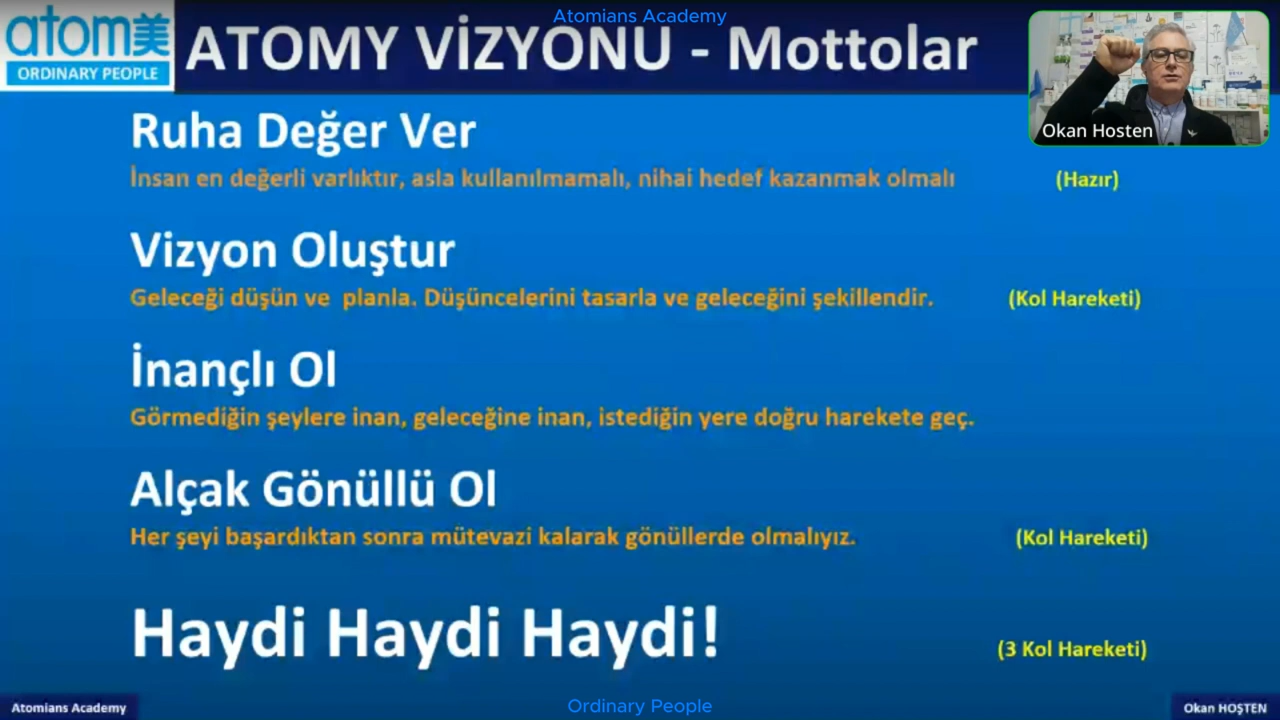 Atomians Academy
atom美
ORDINARY PEOPLE
ATOMY VİZYONU - Mottolar
Okan Hosten
Ruha Değer Ver
İnsan en değerli varlıktır, asla kullanılmamalı, nihai hedef kazanmak olmalı (Hazır)
Vizyon Oluştur
Geleceği düşün ve planla. Düşüncelerini tasarla ve geleceğini şekillendir. (Kol Hareketi)
İnançlı Ol
Görmediğin şeylere inan, geleceğine inan, istediğin yere doğru harekete geç.
Alçak Gönüllü Ol
Her şeyi başardıktan sonra mütevazi kalarak gönüllerde olmalıyız. (Kol Hareketi)
Haydi Haydi Haydi! (3 Kol Hareketi)
Atomians Academy
Ordinary People
Okan HOŞTEN